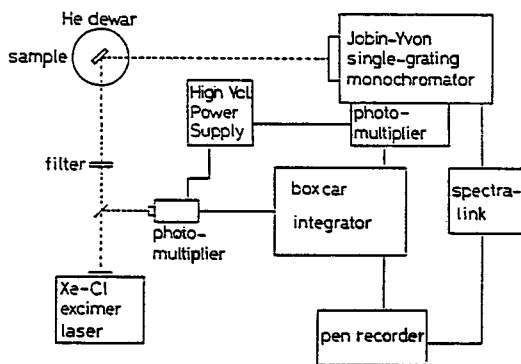 He dewar
sample
Jobin-Yvon
single-grating
monochromator
High Vol
Power
Supply
photo-
multiplier
filter
box car
integrator
spectra-
link
photo-
multiplier
Xe-Cl
excimer
laser
pen recorder